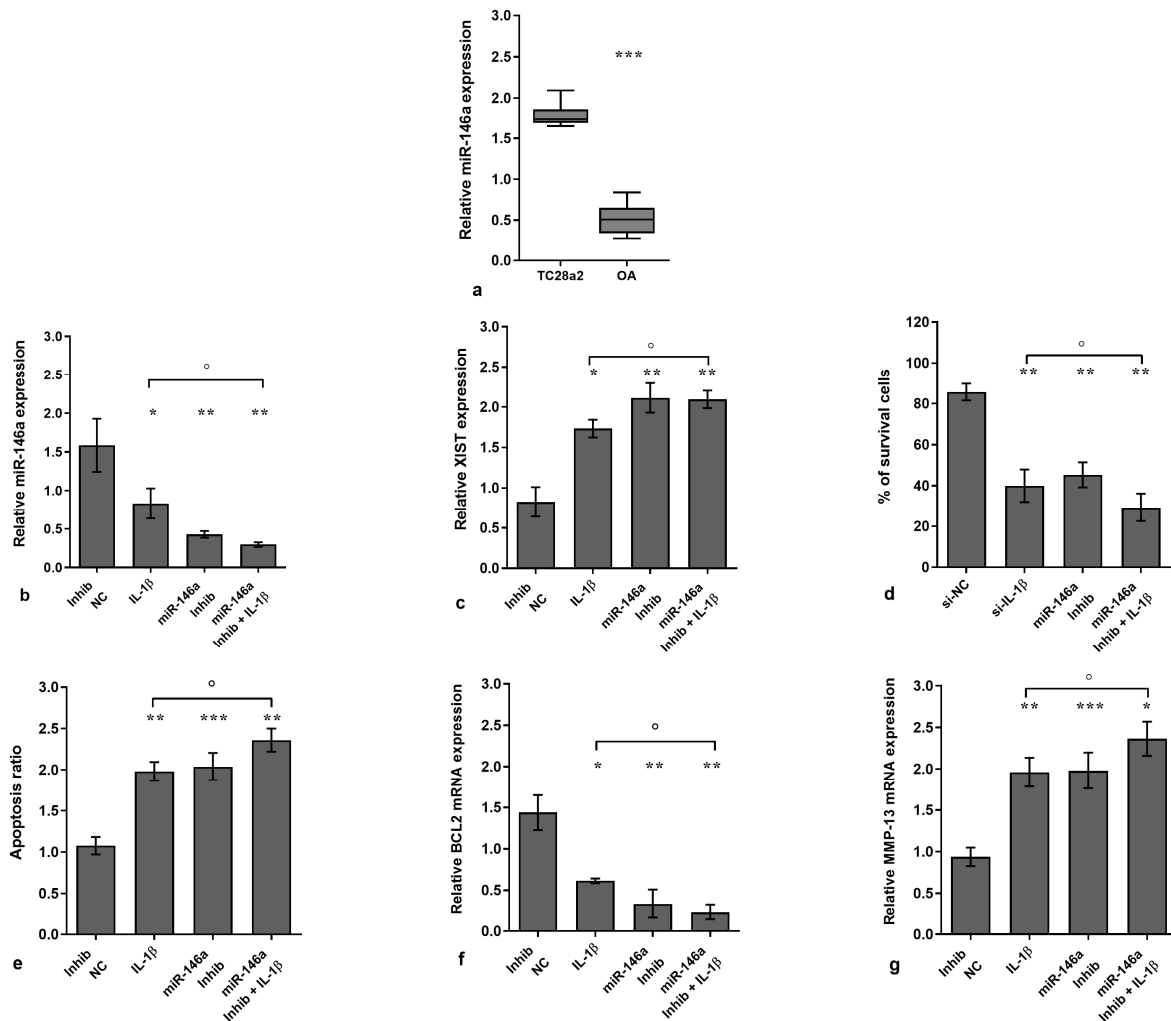 Relative miR-146a expression
3.0
2.5
2.0
1.5
1.0
0.5
0.0
***
TC28a2 OA
a
Relative miR-146a expression
3.0
2.5
2.0
1.5
1.0
0.5
0.0
○
* ** **
Inhib NC
IL-1β
miR-146a Inhib
miR-146a Inhib + IL-1β
b
Relative XIST expression
3.0
2.5
2.0
1.5
1.0
0.5
0.0
○
* ** **
Inhib NC
IL-1β
miR-146a Inhib
miR-146a Inhib + IL-1β
c
% of survival cells
120
100
80
60
40
20
0
○
** ** **
si-NC
si-IL-1β
miR-146a Inhib
miR-146a Inhib + IL-1β
d
Apoptosis ratio
3.0
2.5
2.0
1.5
1.0
0.5
0.0
○
** *** **
Inhib NC
IL-1β
miR-146a Inhib
miR-146a Inhib + IL-1β
e
Relative BCL2 mRNA expression
3.0
2.5
2.0
1.5
1.0
0.5
0.0
○
* ** **
Inhib NC
IL-1β
miR-146a Inhib
miR-146a Inhib + IL-1β
f
Relative MMP-13 mRNA expression
3.0
2.5
2.0
1.5
1.0
0.5
0.0
○
** *** *
Inhib NC
IL-1β
miR-146a Inhib
miR-146a Inhib + IL-1β
g